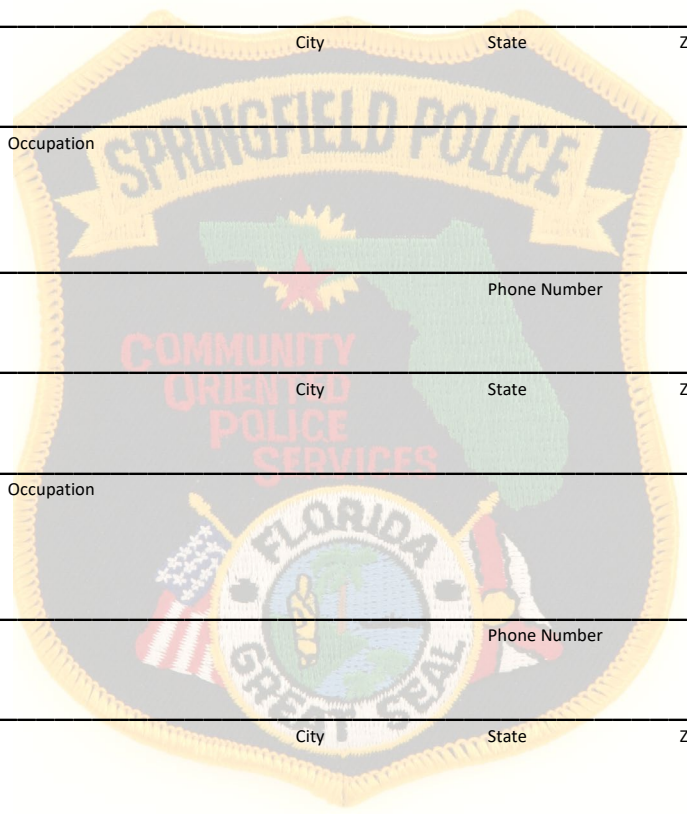 City State Z
SPRINGFIELD POLICE
Occupation
Phone Number
COMMUNITY
ORIENTED
City State Z
POLICE
SERVICES
Occupation
FLORIDA
Phone Number
GREAT SEAL
City State Z